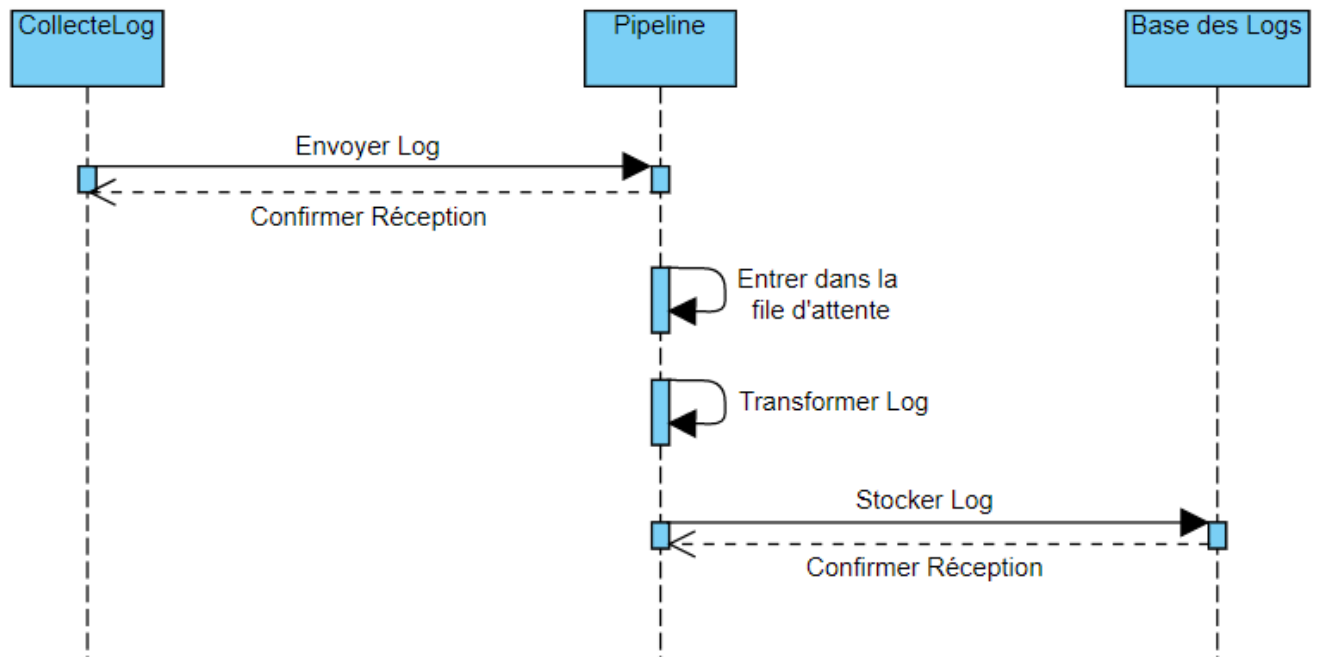 CollecteLog
Pipeline
Base des Logs
Envoyer Log
Confirmer Réception
Entrer dans la
file d'attente
Transformer Log
Stocker Log
Confirmer Réception